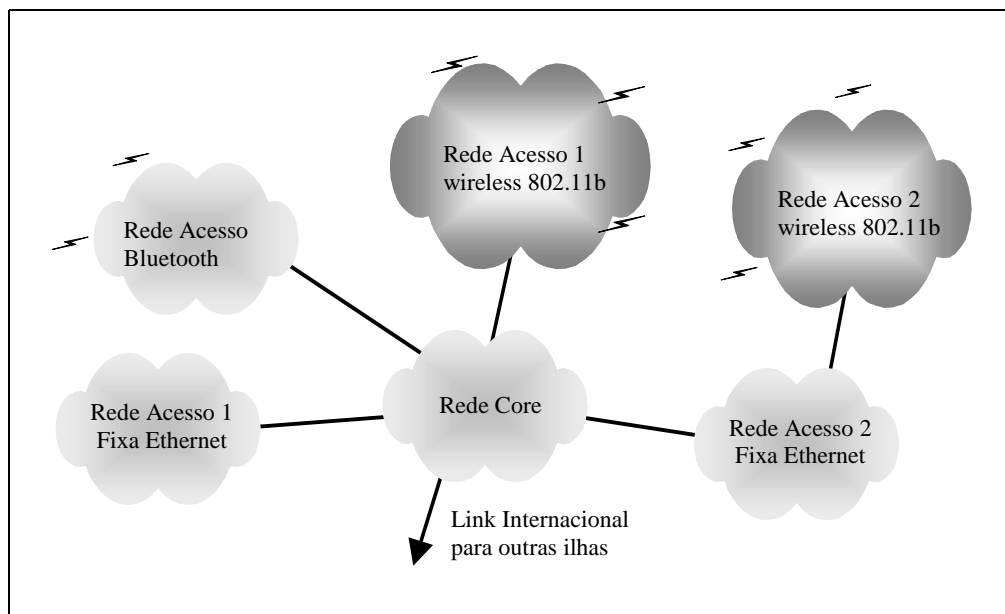 Rede Acesso 1
wireless 802.11b
Rede Acesso 2
wireless 802.11b
Rede Acesso
Bluetooth
Rede Acesso 1
Fixa Ethernet
Rede Core
Rede Acesso 2
Fixa Ethernet
Link Internacional
para outras ilhas